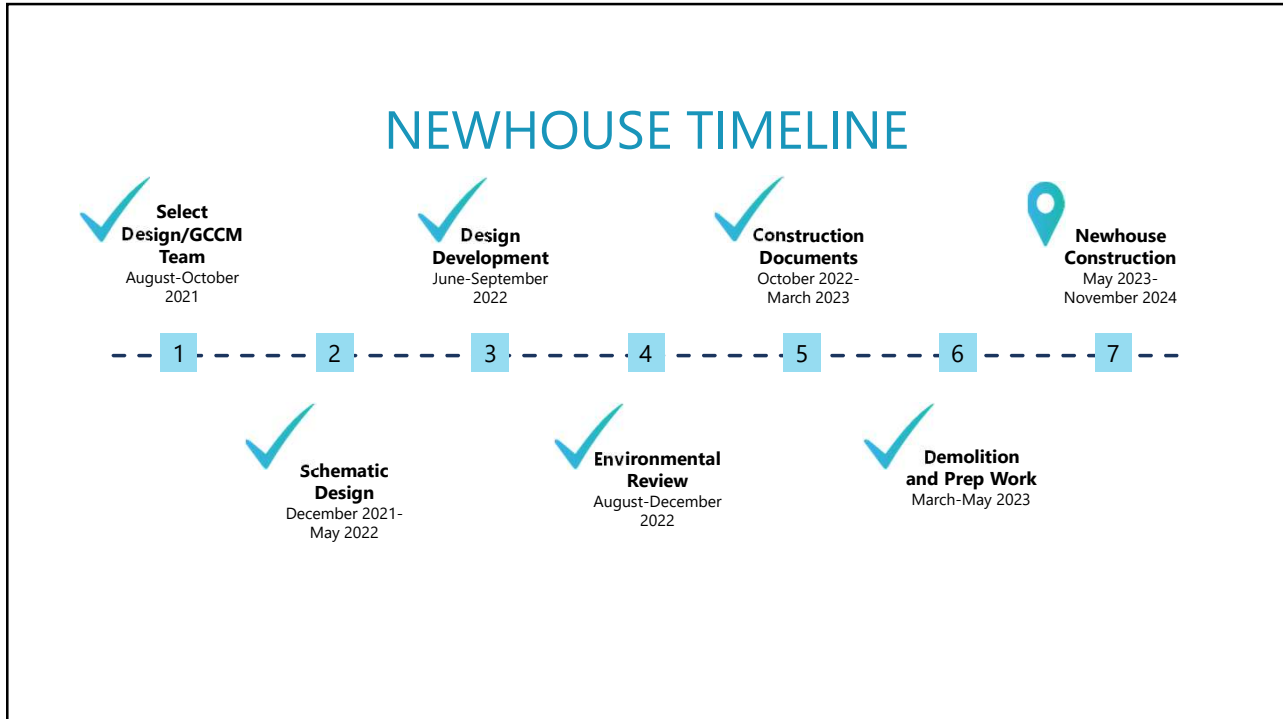 NEWHOUSE TIMELINE
Select
Design/GCCM
Team
August-October
2021
Design
Development
June-September
2022
Construction
Documents
October 2022-
March 2023
Newhouse
Construction
May 2023-
November 2024
1
2
3
4
5
6
7
Schematic
Design
December 2021-
May 2022
Environmental
Review
August-December
2022
Demolition
and Prep Work
March-May 2023